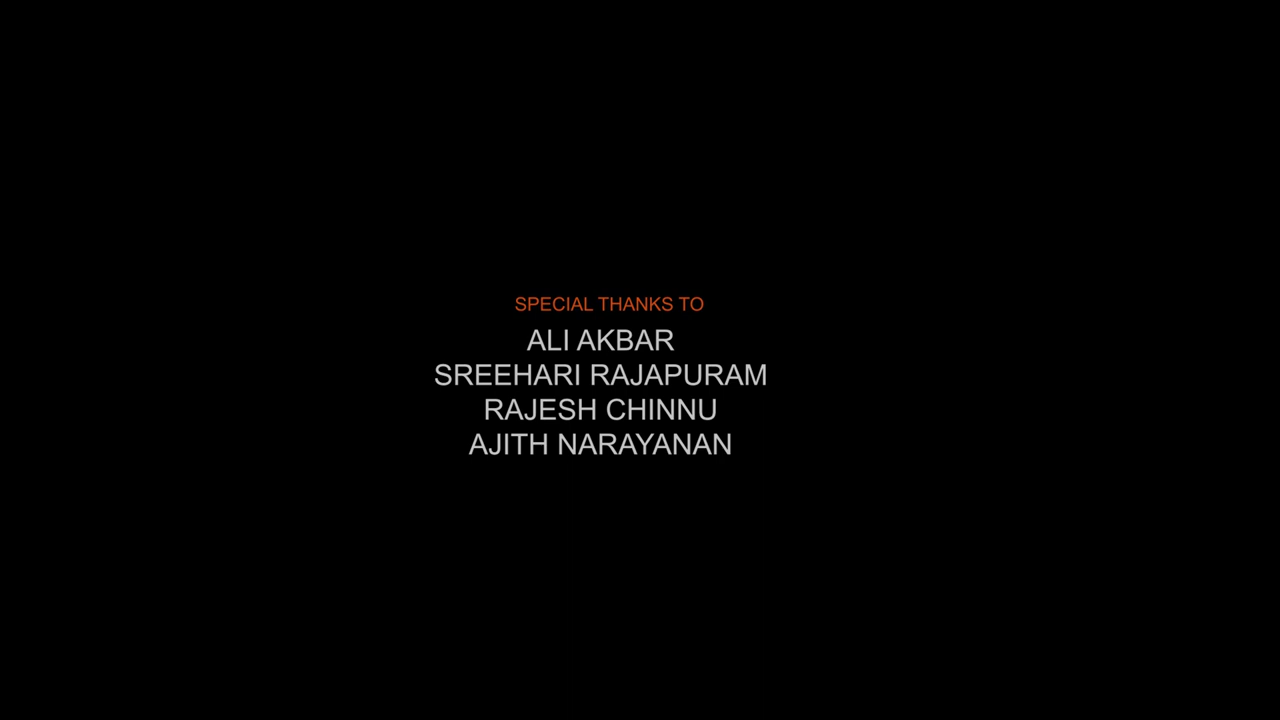 SPECIAL THANKS TO
ALI AKBAR
SREEHARI RAJAPURAM
RAJESH CHINNU
AJITH NARAYANAN